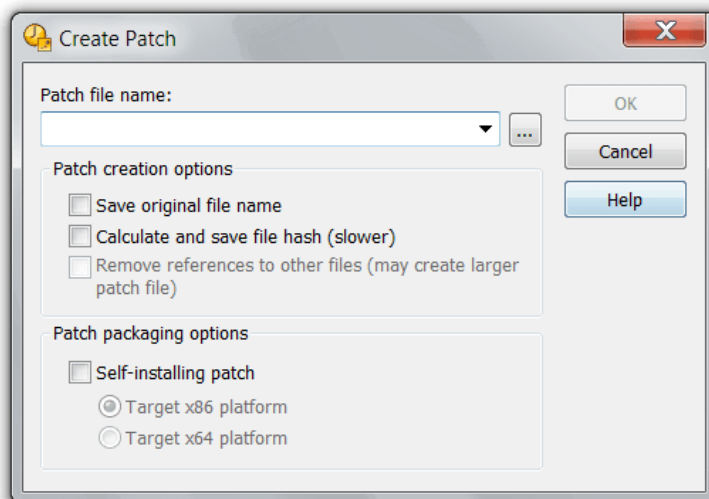 Create Patch
Patch file name:
...
OK
Cancel
Help
Patch creation options
Save original file name
Calculate and save file hash (slower)
Remove references to other files (may create larger
patch file)
Patch packaging options
Self-installing patch
Target x86 platform
Target x64 platform